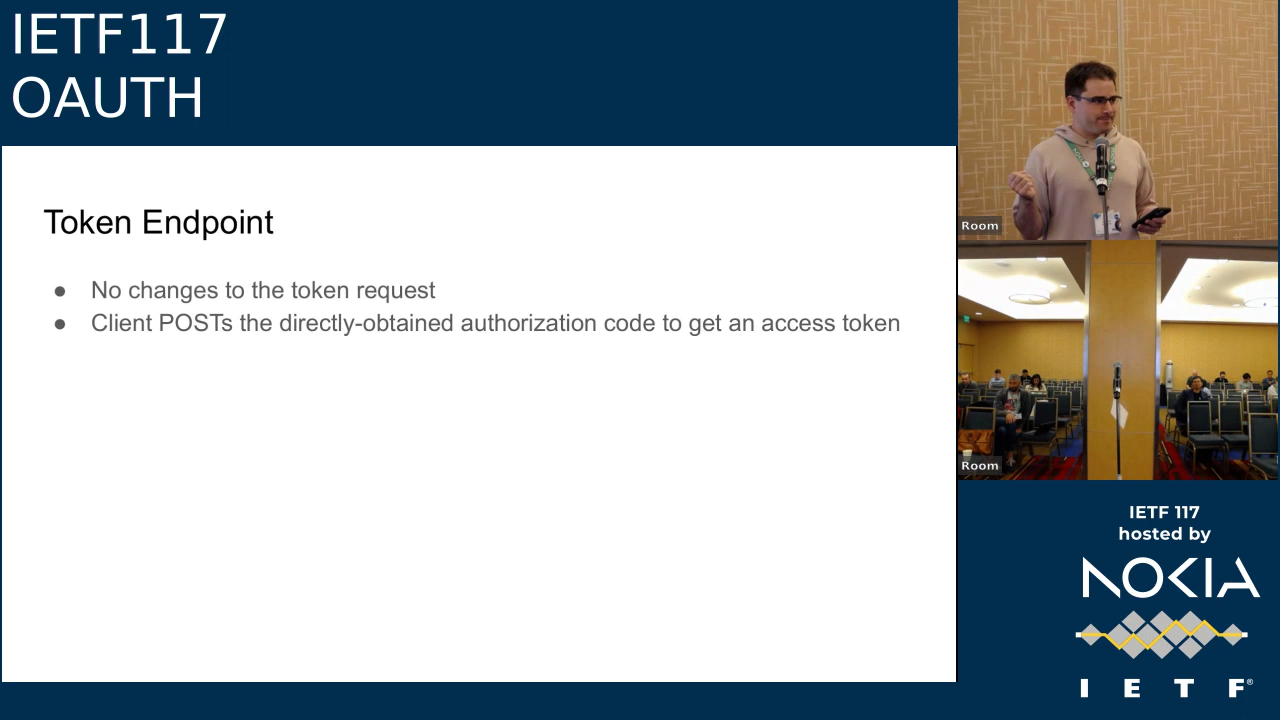 IETF117
OAUTH
Token Endpoint
● No changes to the token request
● Client POSTs the directly-obtained authorization code to get an access token
Room
Room
IETF 117
hosted by
NOKIA
I E T F®